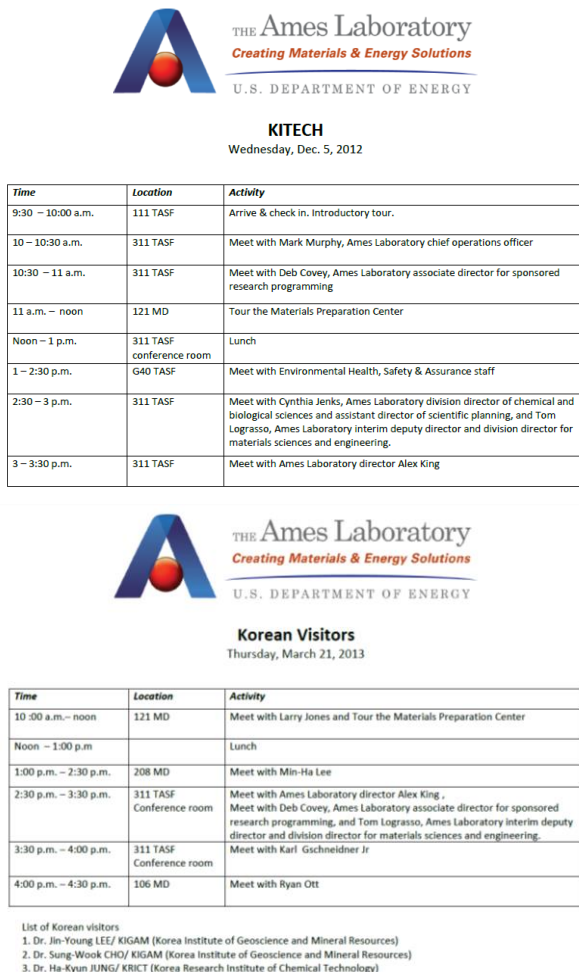 THE Ames Laboratory
Creating Materials & Energy Solutions
U.S. DEPARTMENT OF ENERGY
KITECH
Wednesday, Dec. 5, 2012
Time Location Activity
9:30 – 10:00 a.m. 111 TASF Arrive & check in. Introductory tour.
10 – 10:30 a.m. 311 TASF Meet with Mark Murphy, Ames Laboratory chief operations officer
10:30 – 11 a.m. 311 TASF Meet with Deb Covey, Ames Laboratory associate director for sponsored
research programming
11 a.m. – noon 121 MD Tour the Materials Preparation Center
Noon – 1 p.m. 311 TASF Lunch
conference room
1 – 2:30 p.m. G40 TASF Meet with Environmental Health, Safety & Assurance staff
2:30 – 3 p.m. 311 TASF Meet with Cynthia Jenks, Ames Laboratory division director of chemical and
biological sciences and assistant director of scientific planning, and Tom
Lograsso, Ames Laboratory interim deputy director and division director for
materials sciences and engineering.
3 – 3:30 p.m. 311 TASF Meet with Ames Laboratory director Alex King
THE Ames Laboratory
Creating Materials & Energy Solutions
U.S. DEPARTMENT OF ENERGY
Korean Visitors
Thursday, March 21, 2013
Time Location Activity
10 :00 a.m.– noon 121 MD Meet with Larry Jones and Tour the Materials Preparation Center
Noon – 1:00 p.m Lunch
1:00 p.m. – 2:30 p.m. 208 MD Meet with Min-Ha Lee
2:30 p.m. – 3:30 p.m. 311 TASF Meet with Ames Laboratory director Alex King ,
Conference room Meet with Deb Covey, Ames Laboratory associate director for sponsored
research programming, and Tom Lograsso, Ames Laboratory interim deputy
director and division director for materials sciences and engineering.
3:30 p.m. – 4:00 p.m. 311 TASF Meet with Karl Gschneidner Jr
Conference room
4:00 p.m. – 4:30 p.m. 106 MD Meet with Ryan Ott
List of Korean visitors
1. Dr. Jin-Young LEE/ KIGAM (Korea Institute of Geoscience and Mineral Resources)
2. Dr. Sung-Wook CHO/ KIGAM (Korea Institute of Geoscience and Mineral Resources)
3. Dr. Ha-Kyun JUNG/ KRICT (Korea Research Institute of Chemical Technology)